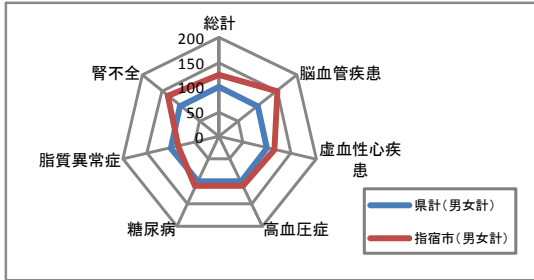 総計
200
150
100
50
0
脳血管疾患
虚血性心疾
患
高血圧症
糖尿病
脂質異常症
腎不全
県計(男女計)
指宿市(男女計)